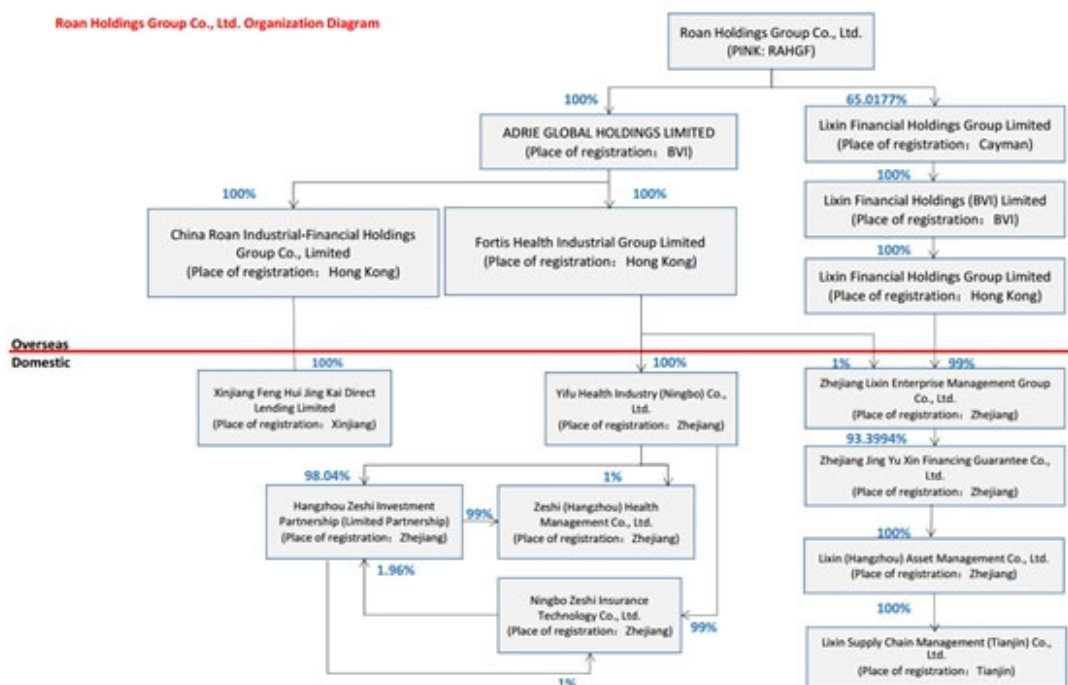 Roan Holdings Group Co., Ltd. Organization Diagram
Roan Holdings Group Co., Ltd.
(PINK: RAHGF)
100%
65.0177%
ADRIE GLOBAL HOLDINGS LIMITED
(Place of registration: BVI)
Lixin Financial Holdings Group Limited
(Place of registration: Cayman)
100%
100%
100%
China Roan Industrial-Financial Holdings
Group Co., Limited
(Place of registration: Hong Kong)
Fortis Health Industrial Group Limited
(Place of registration: Hong Kong)
Lixin Financial Holdings (BVI) Limited
(Place of registration: BVI)
100%
Lixin Financial Holdings Group Limited
(Place of registration: Hong Kong)
Overseas
Domestic
100%
100%
1%
99%
Xinjiang Feng Hui Jing Kai Direct
Lending Limited
(Place of registration: Xinjiang)
Yifu Health Industry (Ningbo) Co.,
Ltd.
(Place of registration: Zhejiang)
Zhejiang Lixin Enterprise Management Group
Co., Ltd.
(Place of registration: Zhejiang)
93.3994%
98.04%
1%
Zhejiang Jing Yu Xin Financing Guarantee Co.,
Ltd.
(Place of registration: Zhejiang)
Hangzhou Zeshi Investment
Partnership (Limited Partnership)
(Place of registration: Zhejiang)
99%
Zeshi (Hangzhou) Health
Management Co., Ltd.
(Place of registration: Zhejiang)
100%
Lixin (Hangzhou) Asset Management Co., Ltd.
(Place of registration: Zhejiang)
1.96%
Ningbo Zeshi Insurance
Technology Co., Ltd.
(Place of registration: Zhejiang)
99%
100%
Lixin Supply Chain Management (Tianjin) Co.,
Ltd.
(Place of registration: Tianjin)
1%